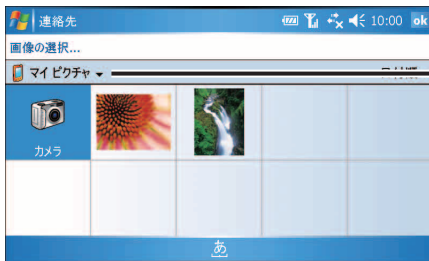 連絡先 10:00 ok
画像の選択...
マイ ピクチャ
カメラ
あ